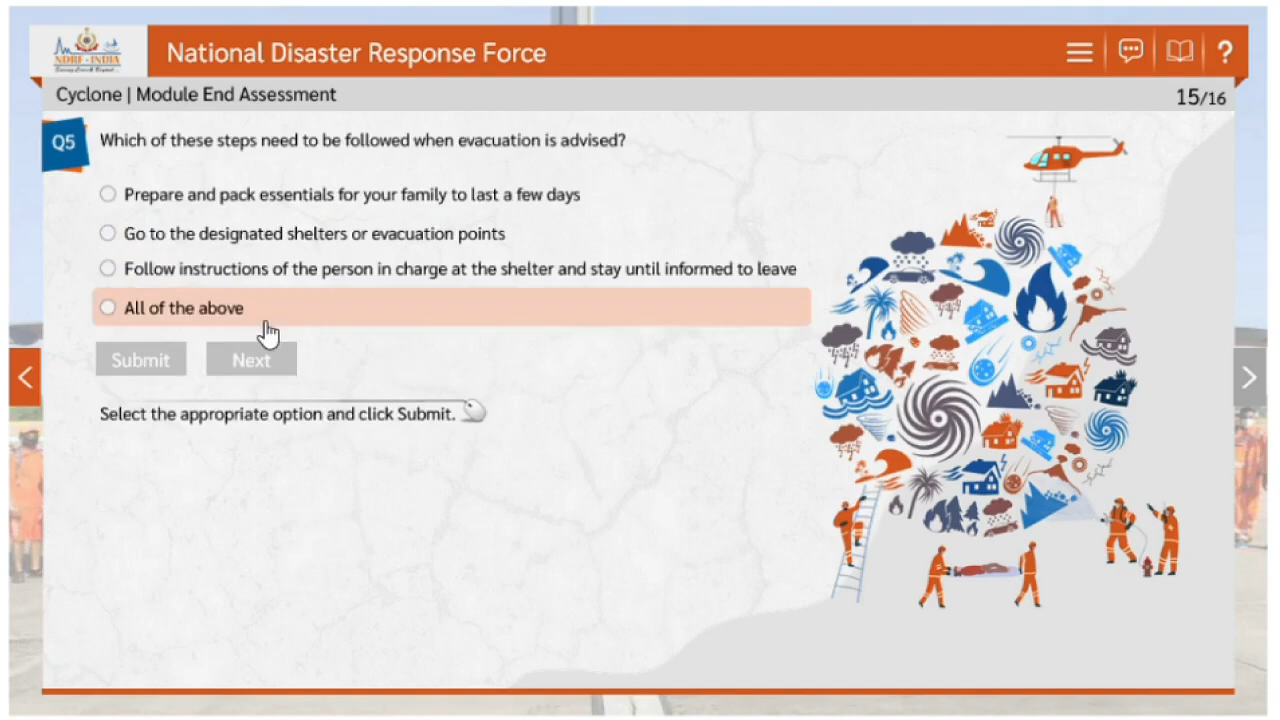 NDRF - INDIA
National Disaster Response Force
?
Cyclone | Module End Assessment
15/16
Q5
Which of these steps need to be followed when evacuation is advised?
Prepare and pack essentials for your family to last a few days
Go to the designated shelters or evacuation points
Follow instructions of the person in charge at the shelter and stay until informed to leave
All of the above
Submit
Next
Select the appropriate option and click Submit.